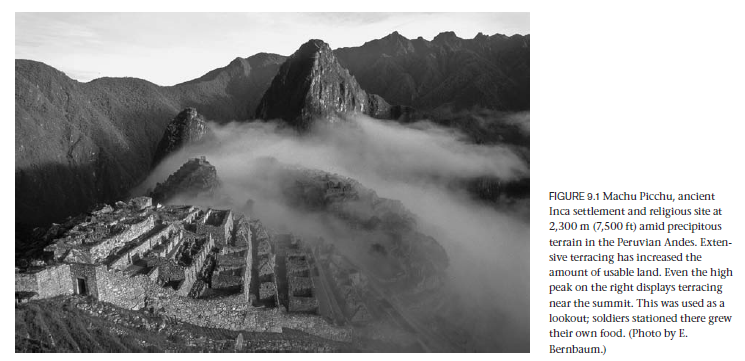 FIGURE 9.1 Machu Picchu, ancient
Inca settlement and religious site at
2,300 m (7,500 ft) amid precipitous
terrain in the Peruvian Andes. Exten-
sive terracing has increased the
amount of usable land. Even the high
peak on the right displays terracing
near the summit. This was used as a
lookout; soldiers stationed there grew
their own food. (Photo by E.
Bernbaum.)